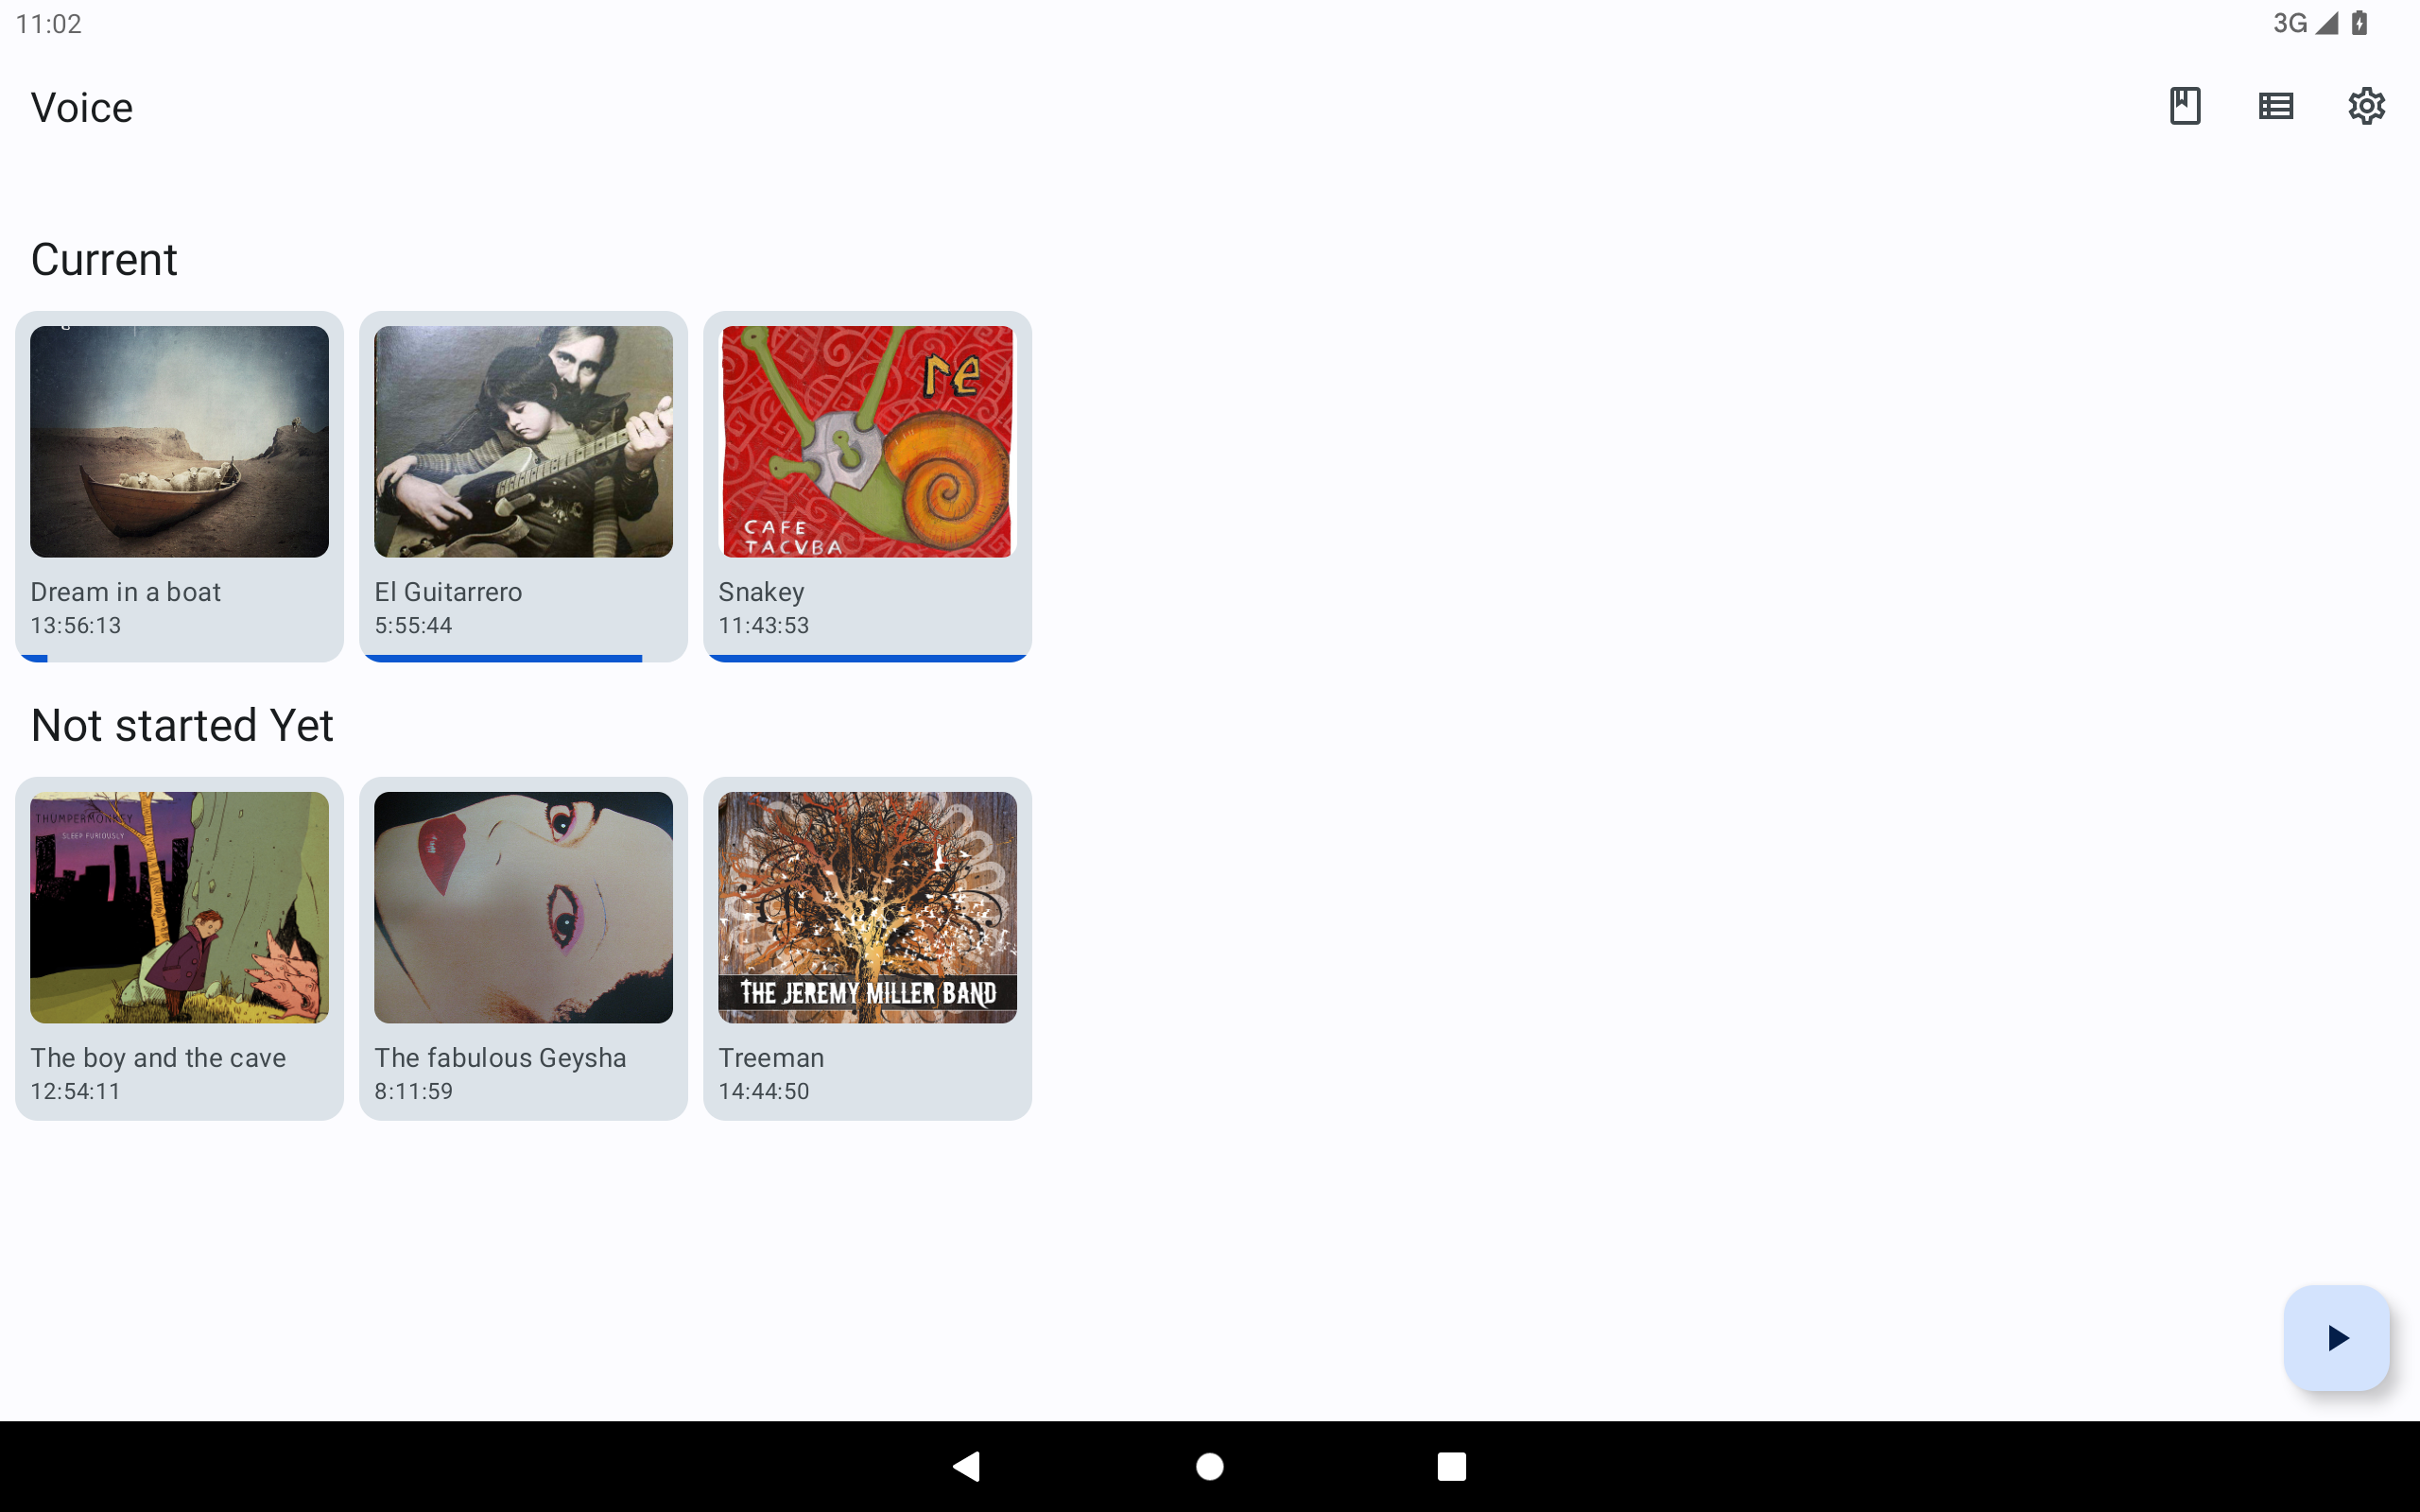 11:02
3G
Voice
Current
re
CAFE
TACVBA
Dream in a boat
13:56:13
El Guitarrero
5:55:44
Snakey
11:43:53
Not started Yet
THUMPERMONKEY
SLEEP FURIOUSLY
THE JEREMY MILLER BAND
The boy and the cave
12:54:11
The fabulous Geysha
8:11:59
Treeman
14:44:50